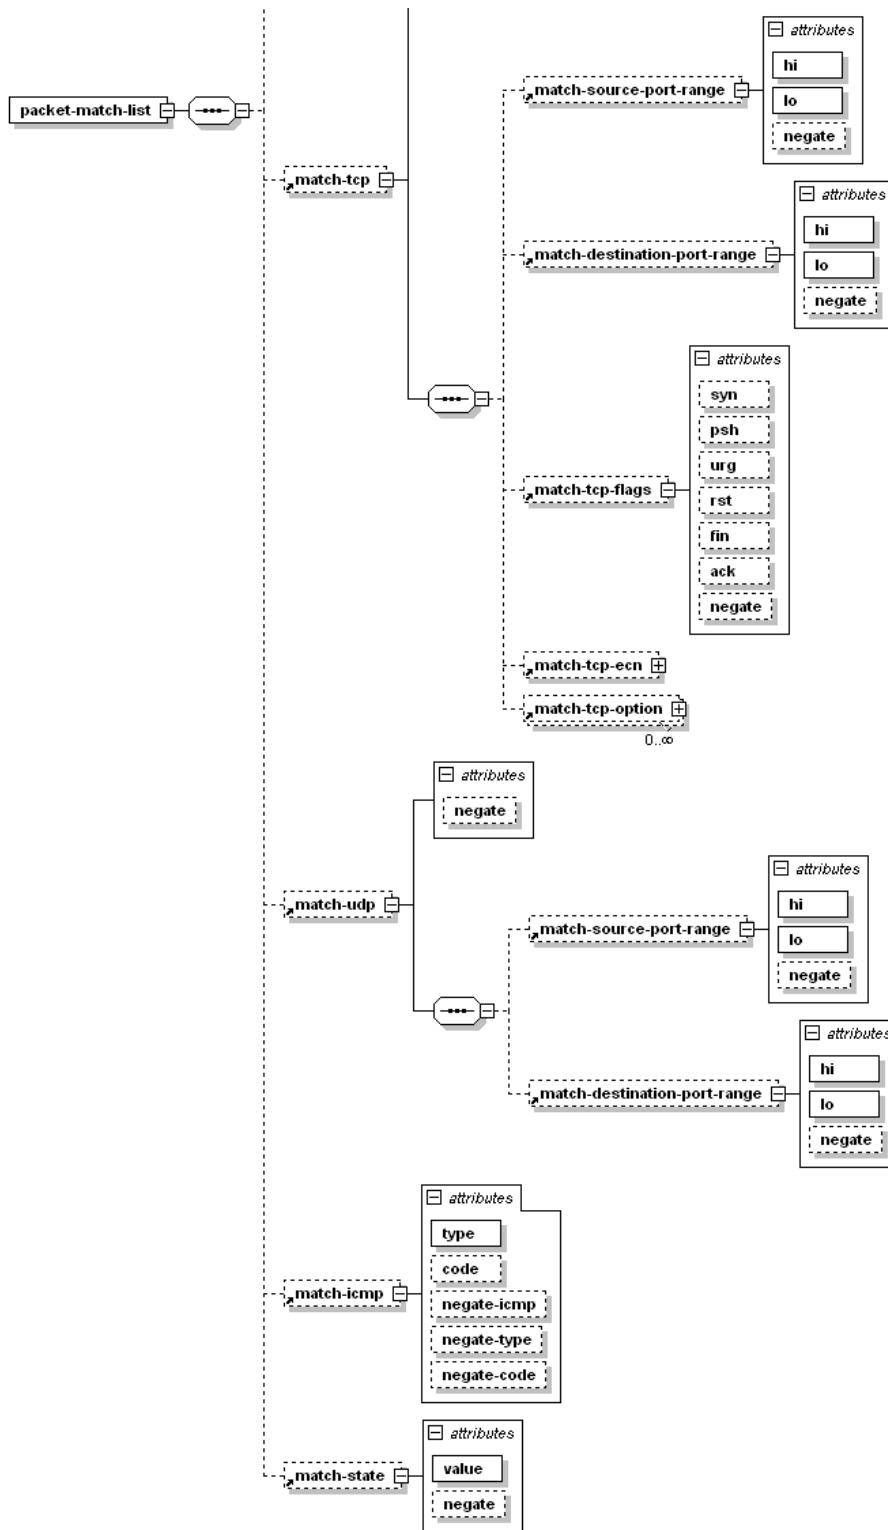 packet-match-list
match-tcp
match-source-port-range
attributes
hi
lo
negate
match-destination-port-range
attributes
hi
lo
negate
match-tcp-flags
attributes
syn
psh
urg
rst
fin
ack
negate
match-tcp-ecn
match-tcp-option
0..∞
match-udp
attributes
negate
match-source-port-range
attributes
hi
lo
negate
match-destination-port-range
attributes
hi
lo
negate
match-icmp
attributes
type
code
negate-icmp
negate-type
negate-code
match-state
attributes
value
negate